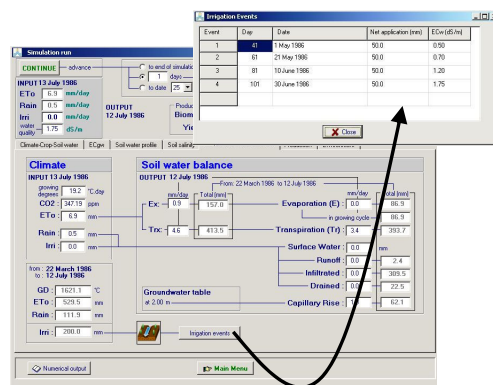 Irrigation Events
Event Day Date Net application (mm) ECw (dS/m)
1 41 1 May 1986 50.0 0.50
2 61 21 May 1986 50.0 0.70
3 81 10 June 1986 50.0 1.20
4 101 30 June 1986 50.0 1.75
Close
Simulation run
CONTINUE advance
to end of simulation
1 days
to date 25
INPUT 13 July 1986
ETo 6.9 mm/day
Rain 0.5 mm/day
Irri 0.0 mm/day
water quality 1.75 dS/m
OUTPUT
12 July 1986
Climate-Crop-Soil water ECgw Soil water profile Soil salinity
Climate
INPUT 13 July 1986
growing degrees 19.2 °C.day
CO2 : 347.19 ppm
ETo : 6.9 mm
Rain : 0.5 mm
Irri : 0.0 mm
from : 22 March 1986
to : 12 July 1986
GD : 1621.1 °C
ETo : 529.5 mm
Rain : 111.9 mm
Irri : 200.0 mm
Soil water balance
OUTPUT 12 July 1986
From: 22 March 1986 to 12 July 1986
mm/day Total (mm) mm/day Total (mm)
Ex: 0.9 157.0 Evaporation (E) : 0.0 86.9
in growing cycle 86.9
Trx: 4.6 413.5 Transpiration (Tr) : 3.4 393.7
Surface Water : 0.0 mm
Runoff : 0.0 2.4
Infiltrated : 0.0 309.5
Drained : 0.0 22.5
Groundwater table
at 2.00 m Capillary Rise : 62.1
Irrigation events
Numerical output
Main Menu